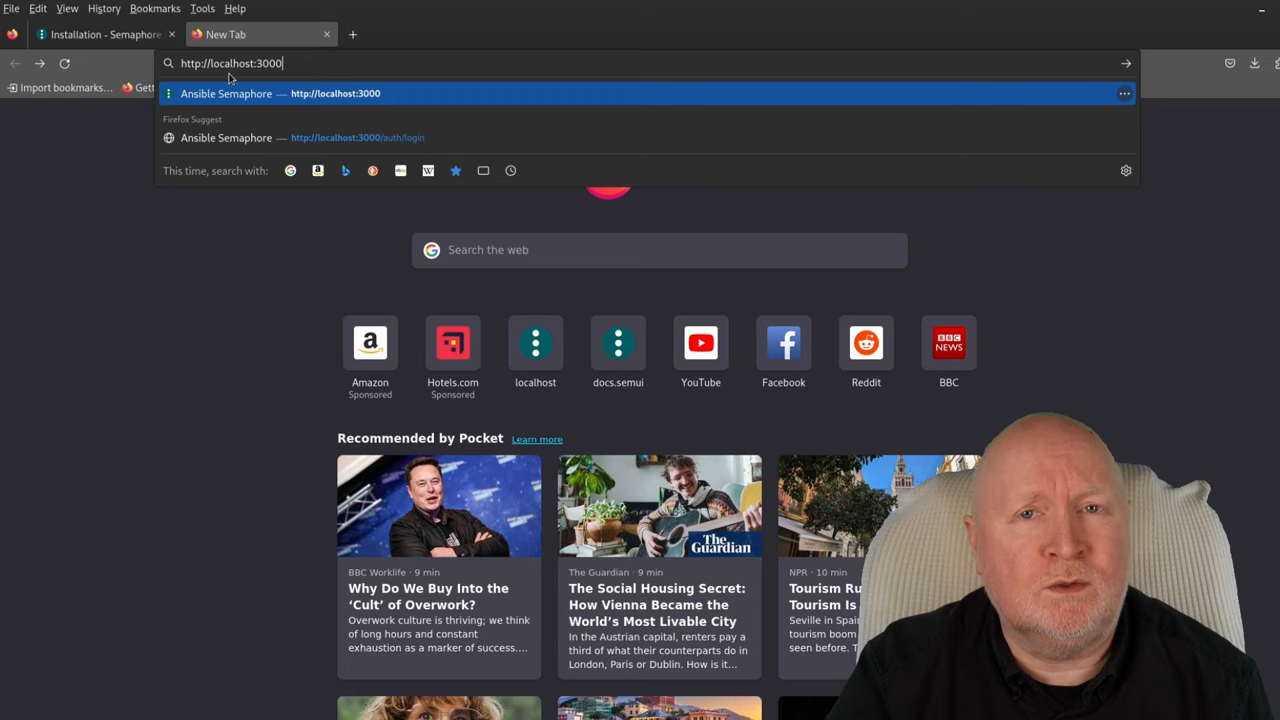 File Edit View History Bookmarks Tools Help
Installation - Semaphore
New Tab
http://localhost:3000
Import bookmarks... Gett
Ansible Semaphore — http://localhost:3000
Firefox Suggest
Ansible Semaphore — http://localhost:3000/auth/login
This time, search with:
Search the web
a
Amazon
Sponsored
Hotels.com
Sponsored
localhost
docs.semui
YouTube
Facebook
Reddit
BBC
NEWS
BBC
Recommended by Pocket Learn more
BBC Worklife · 9 min
Why Do We Buy Into the
‘Cult’ of Overwork?
Overwork culture is thriving; we think
of long hours and constant
exhaustion as a marker of success....
The
Guardian
The Guardian · 9 min
The Social Housing Secret:
How Vienna Became the
World’s Most Livable City
In the Austrian capital, renters pay a
third of what their counterparts do in
London, Paris or Dublin. How is it...
NPR · 10 min
Tourism Ru
Tourism Is
Seville in Spain
tourism boom
seen before. T